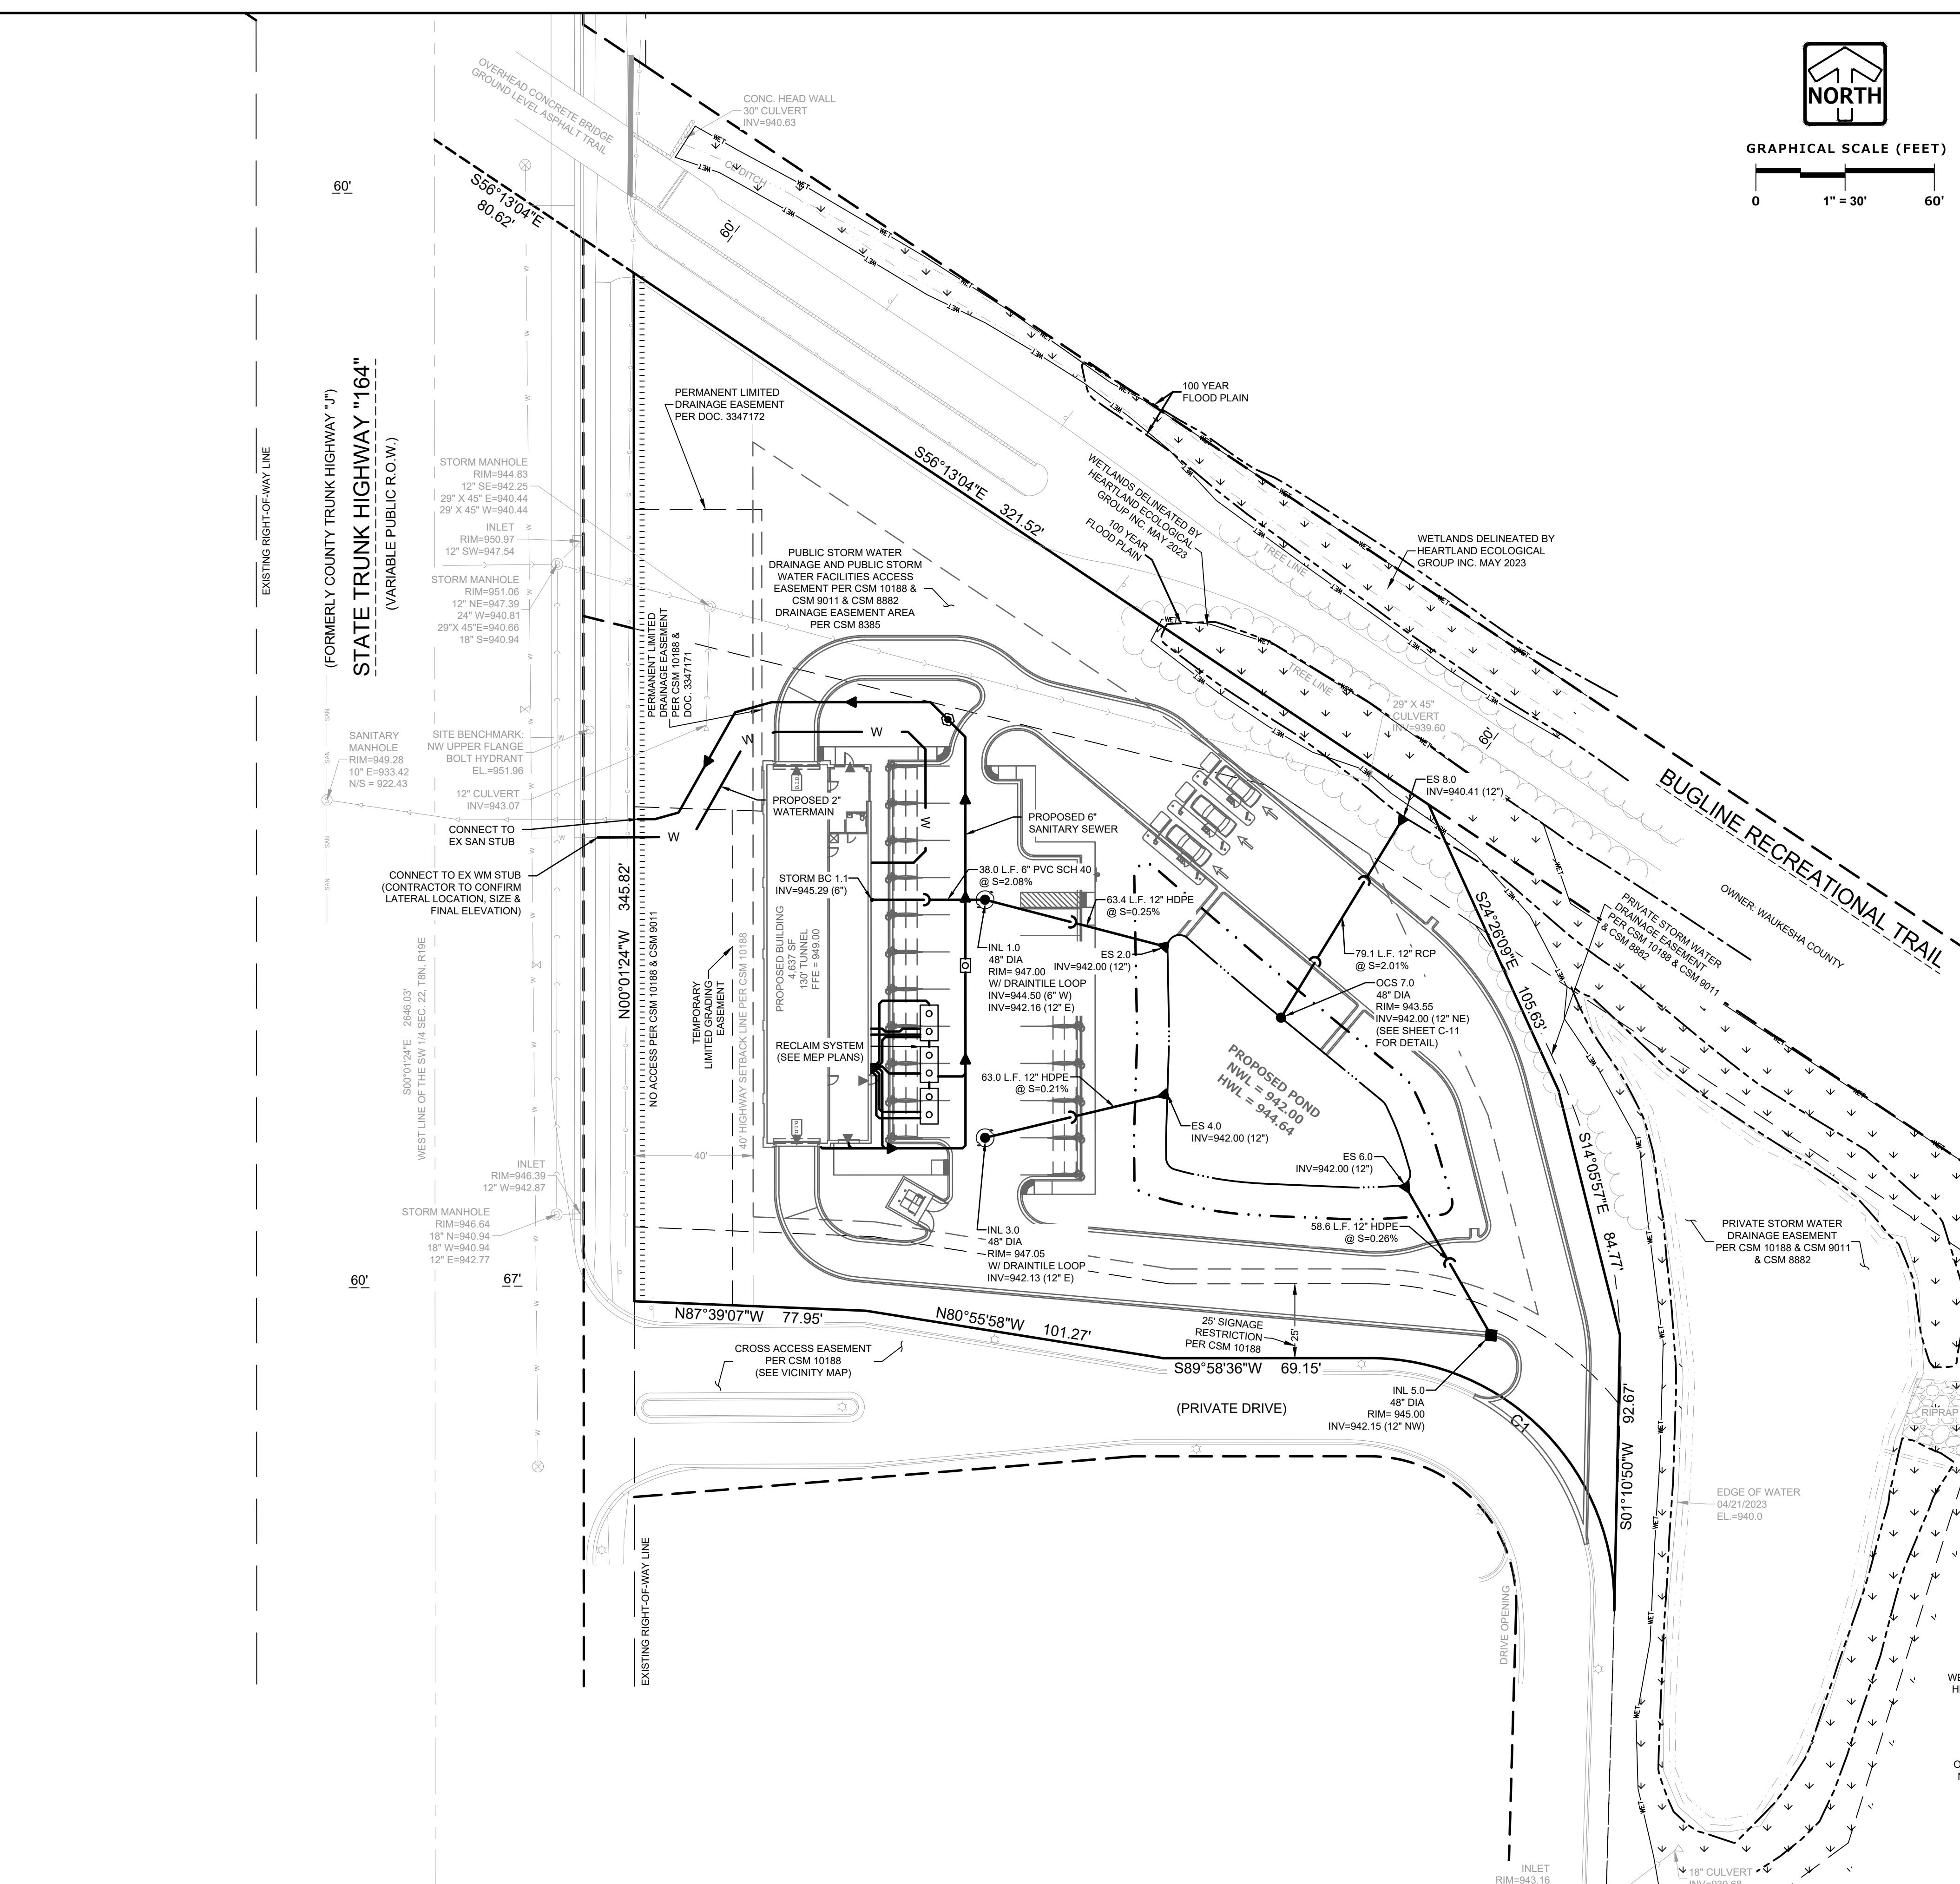 NORTH
GRAPHICAL SCALE (FEET)
0 1" = 30' 60'
OVERHEAD CONCRETE BRIDGE
GROUND LEVEL ASPHALT TRAIL
CONC. HEAD WALL
30" CULVERT
INV=940.63
60'
S56°13'04"E
80.62'
60'
100 YEAR
FLOOD PLAIN
PERMANENT LIMITED
DRAINAGE EASEMENT
PER DOC. 3347172
EXISTING RIGHT-OF-WAY LINE
(FORMERLY COUNTY TRUNK HIGHWAY "J")
STATE TRUNK HIGHWAY "164"
(VARIABLE PUBLIC R.O.W.)
S56°13'04"E 321.52'
WETLANDS DELINEATED BY
HEARTLAND ECOLOGICAL
GROUP INC. MAY 2023
100 YEAR
FLOOD PLAIN
TREE LINE
WETLANDS DELINEATED BY
HEARTLAND ECOLOGICAL
GROUP INC. MAY 2023
STORM MANHOLE
RIM=944.83
12" SE=942.25
29" X 45" E=940.44
29' X 45" W=940.44
INLET
RIM=950.97
12" SW=947.54
STORM MANHOLE
RIM=951.06
12" NE=947.39
24" W=940.81
29"X 45"E=940.66
18" S=940.94
PUBLIC STORM WATER
DRAINAGE AND PUBLIC STORM
WATER FACILITIES ACCESS
EASEMENT PER CSM 10188 &
CSM 9011 & CSM 8882
DRAINAGE EASEMENT AREA
PER CSM 8385
PERMANENT LIMITED
DRAINAGE EASEMENT
PER CSM 10188 &
DOC. 3347171
TREE LINE
29" X 45"
CULVERT
INV=939.60
60'
SANITARY
MANHOLE
RIM=949.28
10" E=933.42
N/S = 922.43
SITE BENCHMARK:
NW UPPER FLANGE
BOLT HYDRANT
EL.=951.96
12" CULVERT
INV=943.07
CONNECT TO
EX SAN STUB
CONNECT TO EX WM STUB
(CONTRACTOR TO CONFIRM
LATERAL LOCATION, SIZE &
FINAL ELEVATION)
PROPOSED 2"
WATERMAIN
PROPOSED 6"
SANITARY SEWER
ES 8.0
INV=940.41 (12")
BUGLINE RECREATIONAL TRAIL
OWNER: WAUKESHA COUNTY
STORM BC 1.1
INV=945.29 (6")
38.0 L.F. 6" PVC SCH 40
@ S=2.08%
63.4 L.F. 12" HDPE
@ S=0.25%
N00°01'24"W 345.82'
NO ACCESS PER CSM 10188 & CSM 9011
S24°26'09"E 105.63'
PRIVATE STORM WATER
DRAINAGE EASEMENT
PER CSM 10188 & CSM 9011
& CSM 8882
S00°01'24"E 2646.03'
WEST LINE OF THE SW 1/4 SEC. 22, T8N, R19E
TEMPORARY
LIMITED GRADING
EASEMENT
40' HIGHWAY SETBACK LINE PER CSM 10188
PROPOSED BUILDING
4,637 SF
130' TUNNEL
FFE = 949.00
INL 1.0
48" DIA
RIM= 947.00
W/ DRAINTILE LOOP
INV=944.50 (6" W)
INV=942.16 (12" E)
ES 2.0
INV=942.00 (12")
79.1 L.F. 12" RCP
@ S=2.01%
OCS 7.0
48" DIA
RIM= 943.55
INV=942.00 (12" NE)
(SEE SHEET C-11
FOR DETAIL)
RECLAIM SYSTEM
(SEE MEP PLANS)
63.0 L.F. 12" HDPE
@ S=0.21%
PROPOSED POND
NWL = 942.00
HWL = 944.64
ES 4.0
INV=942.00 (12")
S14°05'57"E 84.77'
40'
INLET
RIM=946.39
12" W=942.87
ES 6.0
INV=942.00 (12")
STORM MANHOLE
RIM=946.64
18" N=940.94
18" W=940.94
12" E=942.77
INL 3.0
48" DIA
RIM= 947.05
W/ DRAINTILE LOOP
INV=942.13 (12" E)
58.6 L.F. 12" HDPE
@ S=0.26%
PRIVATE STORM WATER
DRAINAGE EASEMENT
PER CSM 10188 & CSM 9011
& CSM 8882
60' 67'
N87°39'07"W 77.95'
N80°55'58"W 101.27'
25' SIGNAGE
RESTRICTION
PER CSM 10188
25'
CROSS ACCESS EASEMENT
PER CSM 10188
(SEE VICINITY MAP)
S89°58'36"W 69.15'
(PRIVATE DRIVE)
INL 5.0
48" DIA
RIM= 945.00
INV=942.15 (12" NW)
C1
S01°10'50"W 92.67'
RIPRAP
EDGE OF WATER
04/21/2023
EL.=940.0
EXISTING RIGHT-OF-WAY LINE
DRIVE OPENING
INLET
RIM=943.16
18" CULVERT